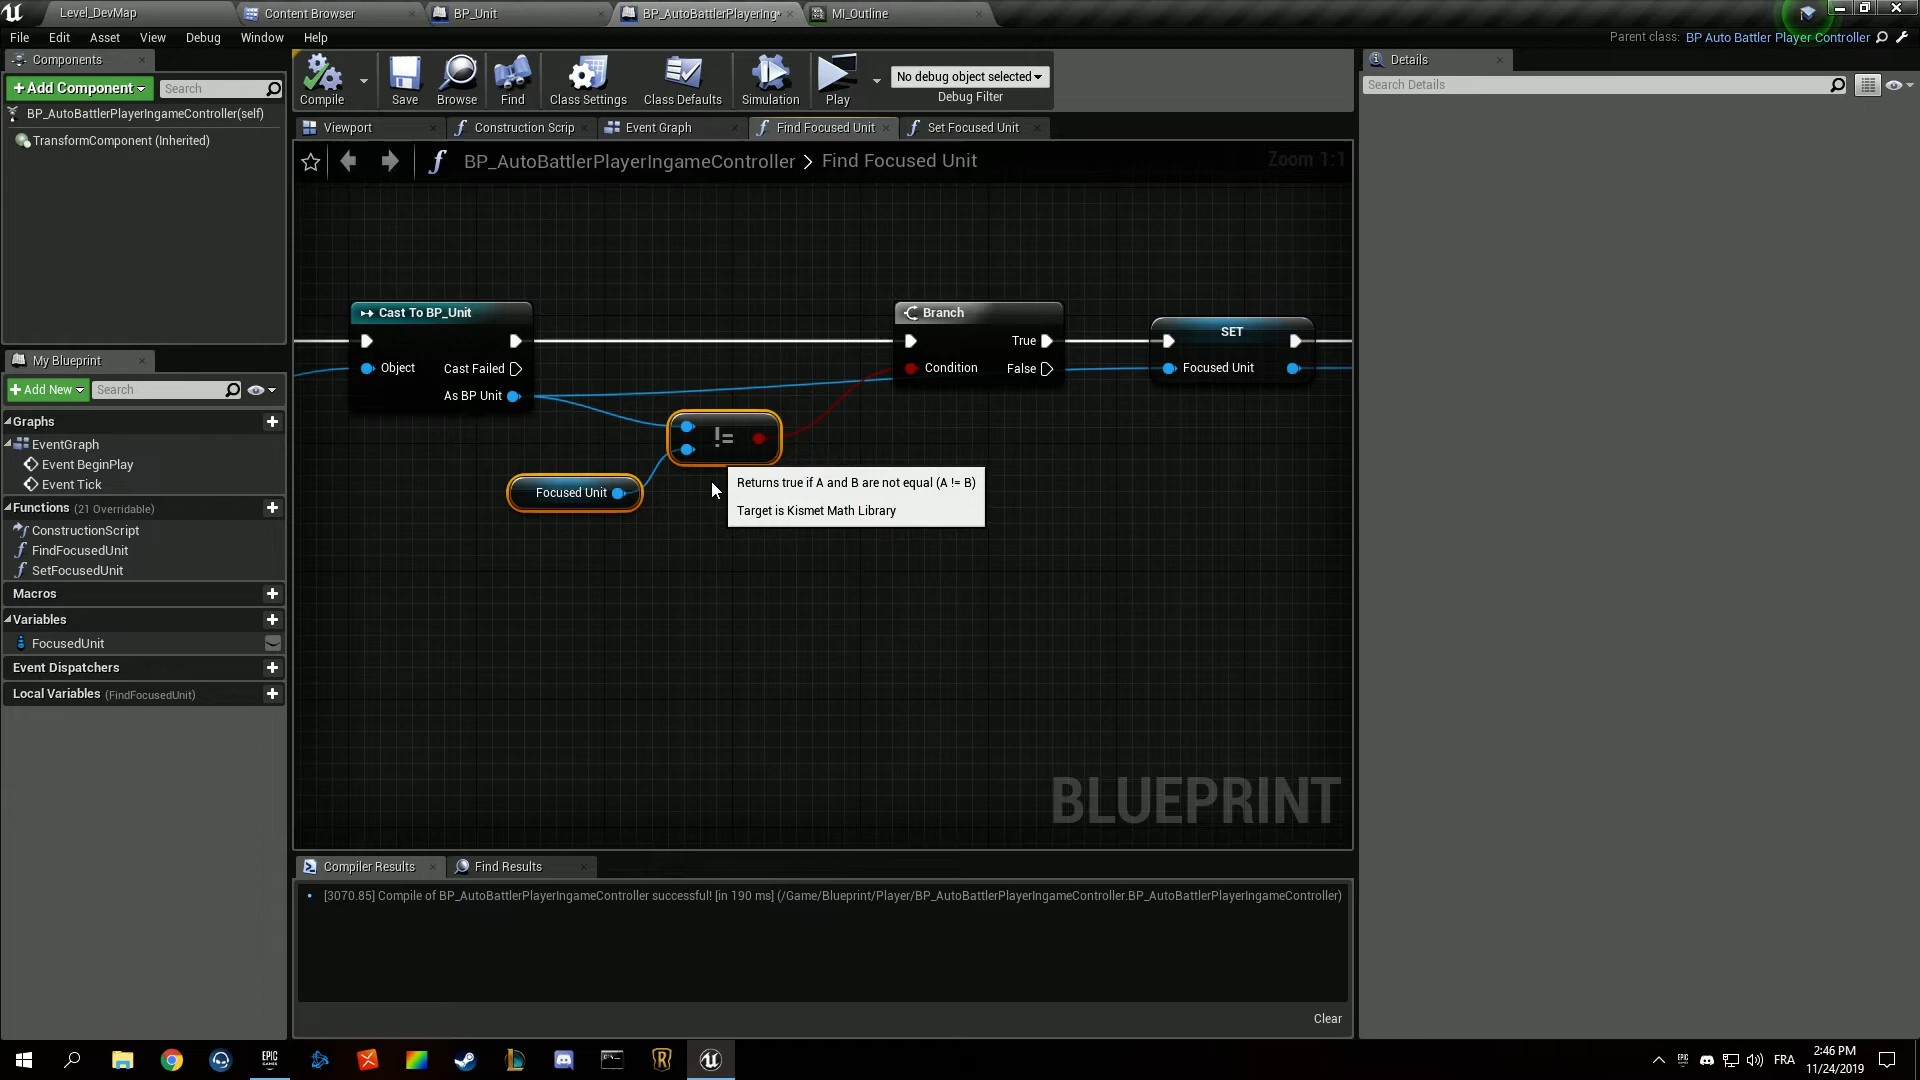 Level_DevMap
Content Browser
BP_Unit
BP_AutoBattlerPlayerIng*
MI_Outline
File Edit Asset View Debug Window Help
Parent class: BP Auto Battler Player Controller
Components
+Add Component
Search
BP_AutoBattlerPlayerIngameController(self)
TransformComponent (Inherited)
Compile
Save
Browse
Find
Class Settings
Class Defaults
Simulation
Play
No debug object selected
Debug Filter
Details
Search Details
Viewport
Construction Scrip
Event Graph
Find Focused Unit
Set Focused Unit
BP_AutoBattlerPlayerIngameController > Find Focused Unit
Zoom 1:1
Cast To BP_Unit
Object
Cast Failed
As BP Unit
Branch
Condition
True
False
SET
Focused Unit
!=
Focused Unit
Returns true if A and B are not equal (A != B)
Target is Kismet Math Library
BLUEPRINT
My Blueprint
+Add New
Search
Graphs
EventGraph
Event BeginPlay
Event Tick
Functions (21 Overridable)
ConstructionScript
FindFocusedUnit
SetFocusedUnit
Macros
Variables
FocusedUnit
Event Dispatchers
Local Variables (FindFocusedUnit)
Compiler Results
Find Results
[3070.85] Compile of BP_AutoBattlerPlayerIngameController successful! [in 190 ms] (/Game/Blueprint/Player/BP_AutoBattlerPlayerIngameController.BP_AutoBattlerPlayerIngameController)
Clear
EPIC GAMES
FRA
2:46 PM
11/24/2019